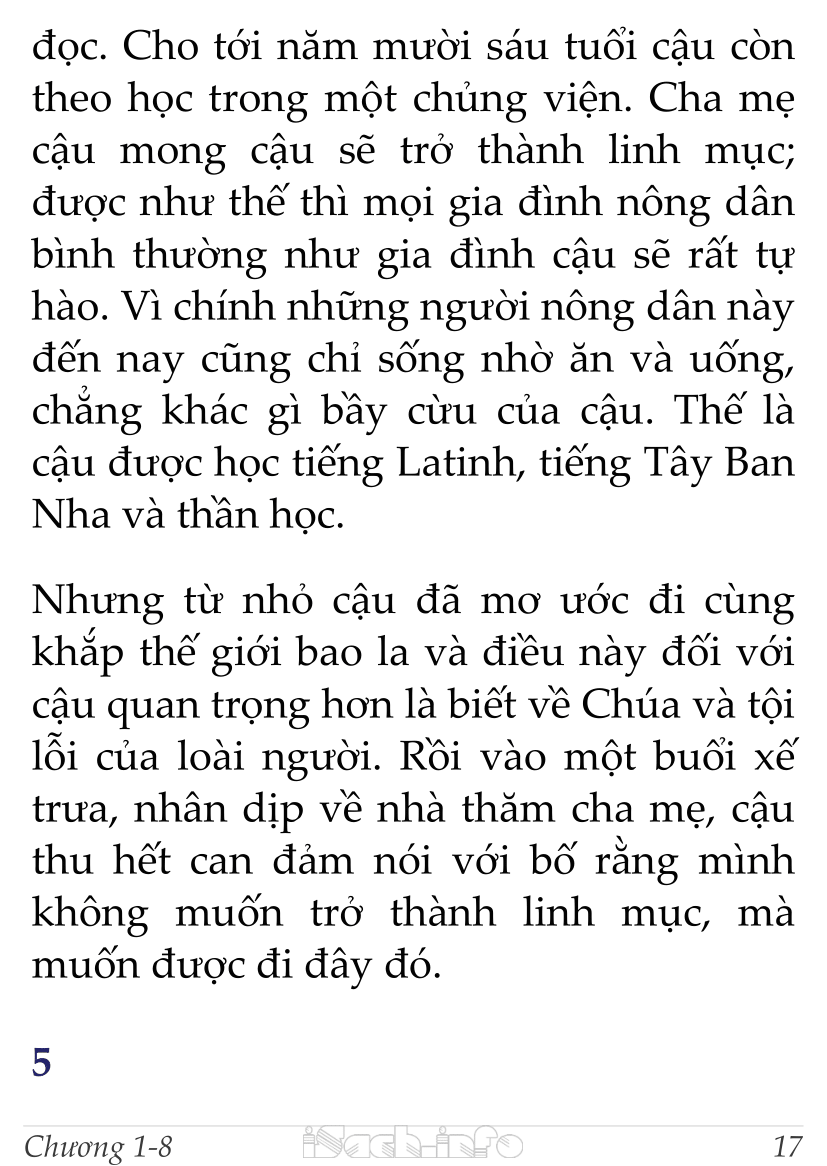 đọc. Cho tới năm mười sáu tuổi cậu còn
theo học trong một chủng viện. Cha mẹ
cậu mong cậu sẽ trở thành linh mục;
được như thế thì mọi gia đình nông dân
bình thường như gia đình cậu sẽ rất tự
hào. Vì chính những người nông dân này
đến nay cũng chỉ sống nhờ ăn và uống,
chẳng khác gì bầy cừu của cậu. Thế là
cậu được học tiếng Latinh, tiếng Tây Ban
Nha và thần học.
Nhưng từ nhỏ cậu đã mơ ước đi cùng
khắp thế giới bao la và điều này đối với
cậu quan trọng hơn là biết về Chúa và tội
lỗi của loài người. Rồi vào một buổi xế
trưa, nhân dịp về nhà thăm cha mẹ, cậu
thu hết can đảm nói với bố rằng mình
không muốn trở thành linh mục, mà
muốn được đi đây đó.
5
Chương 1-8 iSach.info 17